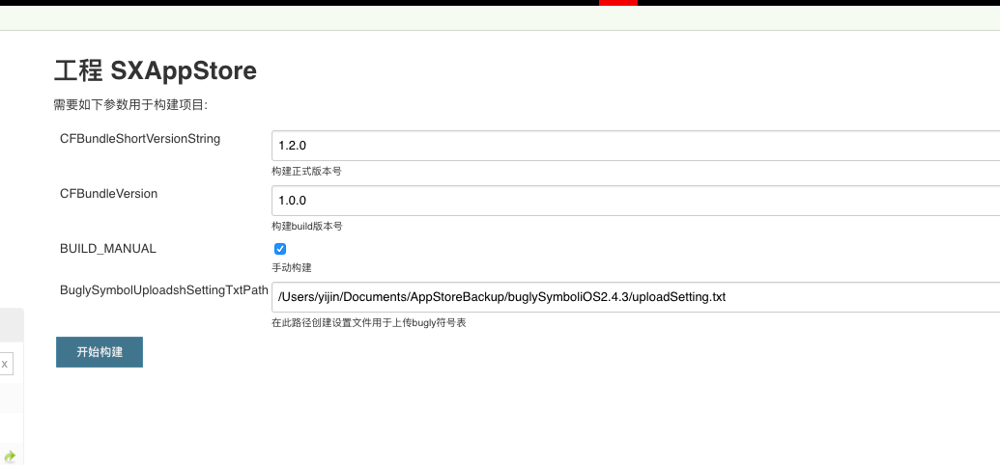 工程 SXAppStore
需要如下参数用于构建项目:
CFBundleShortVersionString
1.2.0
构建正式版本号
CFBundleVersion
1.0.0
构建build版本号
BUILD_MANUAL
手动构建
BuglySymbolUploadshSettingTxtPath
/Users/yijin/Documents/AppStoreBackup/buglySymboliOS2.4.3/uploadSetting.txt
在此路径创建设置文件用于上传bugly符号表
开始构建
x